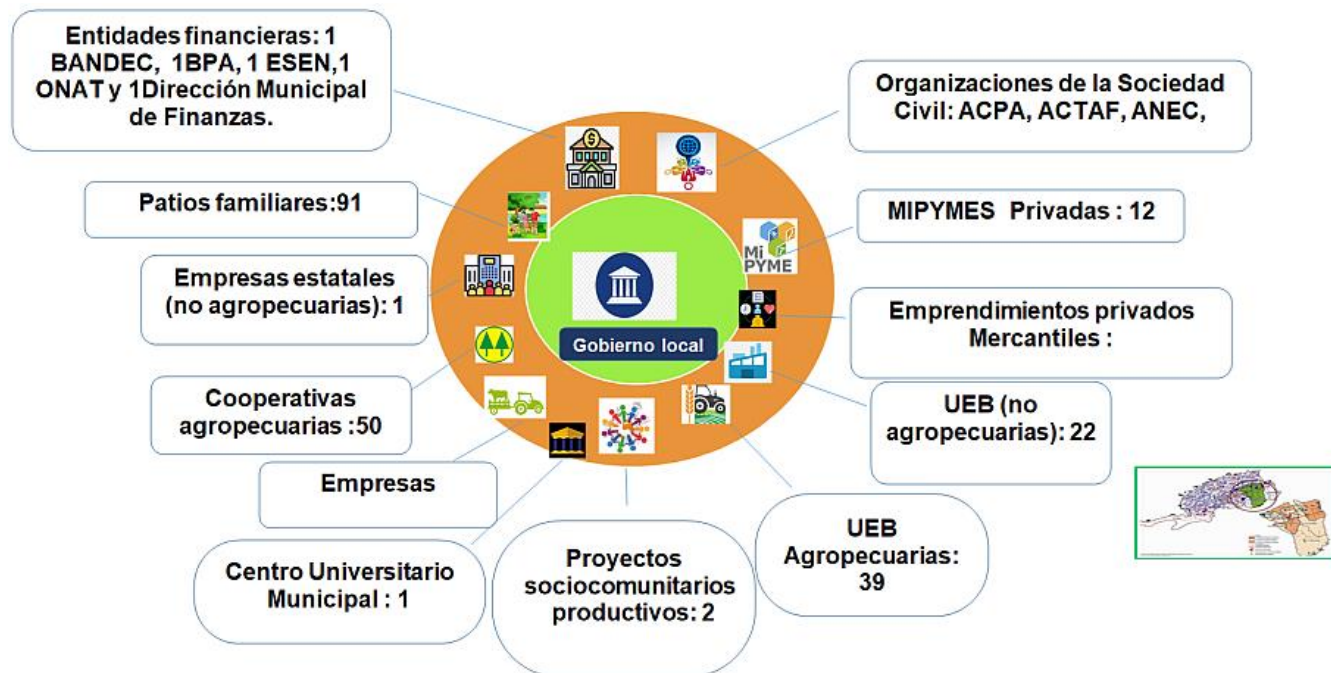 Entidades financieras: 1
BANDEC, 1BPA, 1 ESEN,1
ONAT y 1Dirección Municipal
de Finanzas.
Organizaciones de la Sociedad
Civil: ACPA, ACTAF, ANEC,
Patios familiares:91
MIPYMES Privadas : 12
Mi
PYME
Empresas estatales
(no agropecuarias): 1
Emprendimientos privados
Mercantiles :
Gobierno local
Cooperativas
agropecuarias :50
UEB (no
agropecuarias): 22
Empresas
UEB
Agropecuarias:
39
Centro Universitario
Municipal : 1
Proyectos
sociocomunitarios
productivos: 2